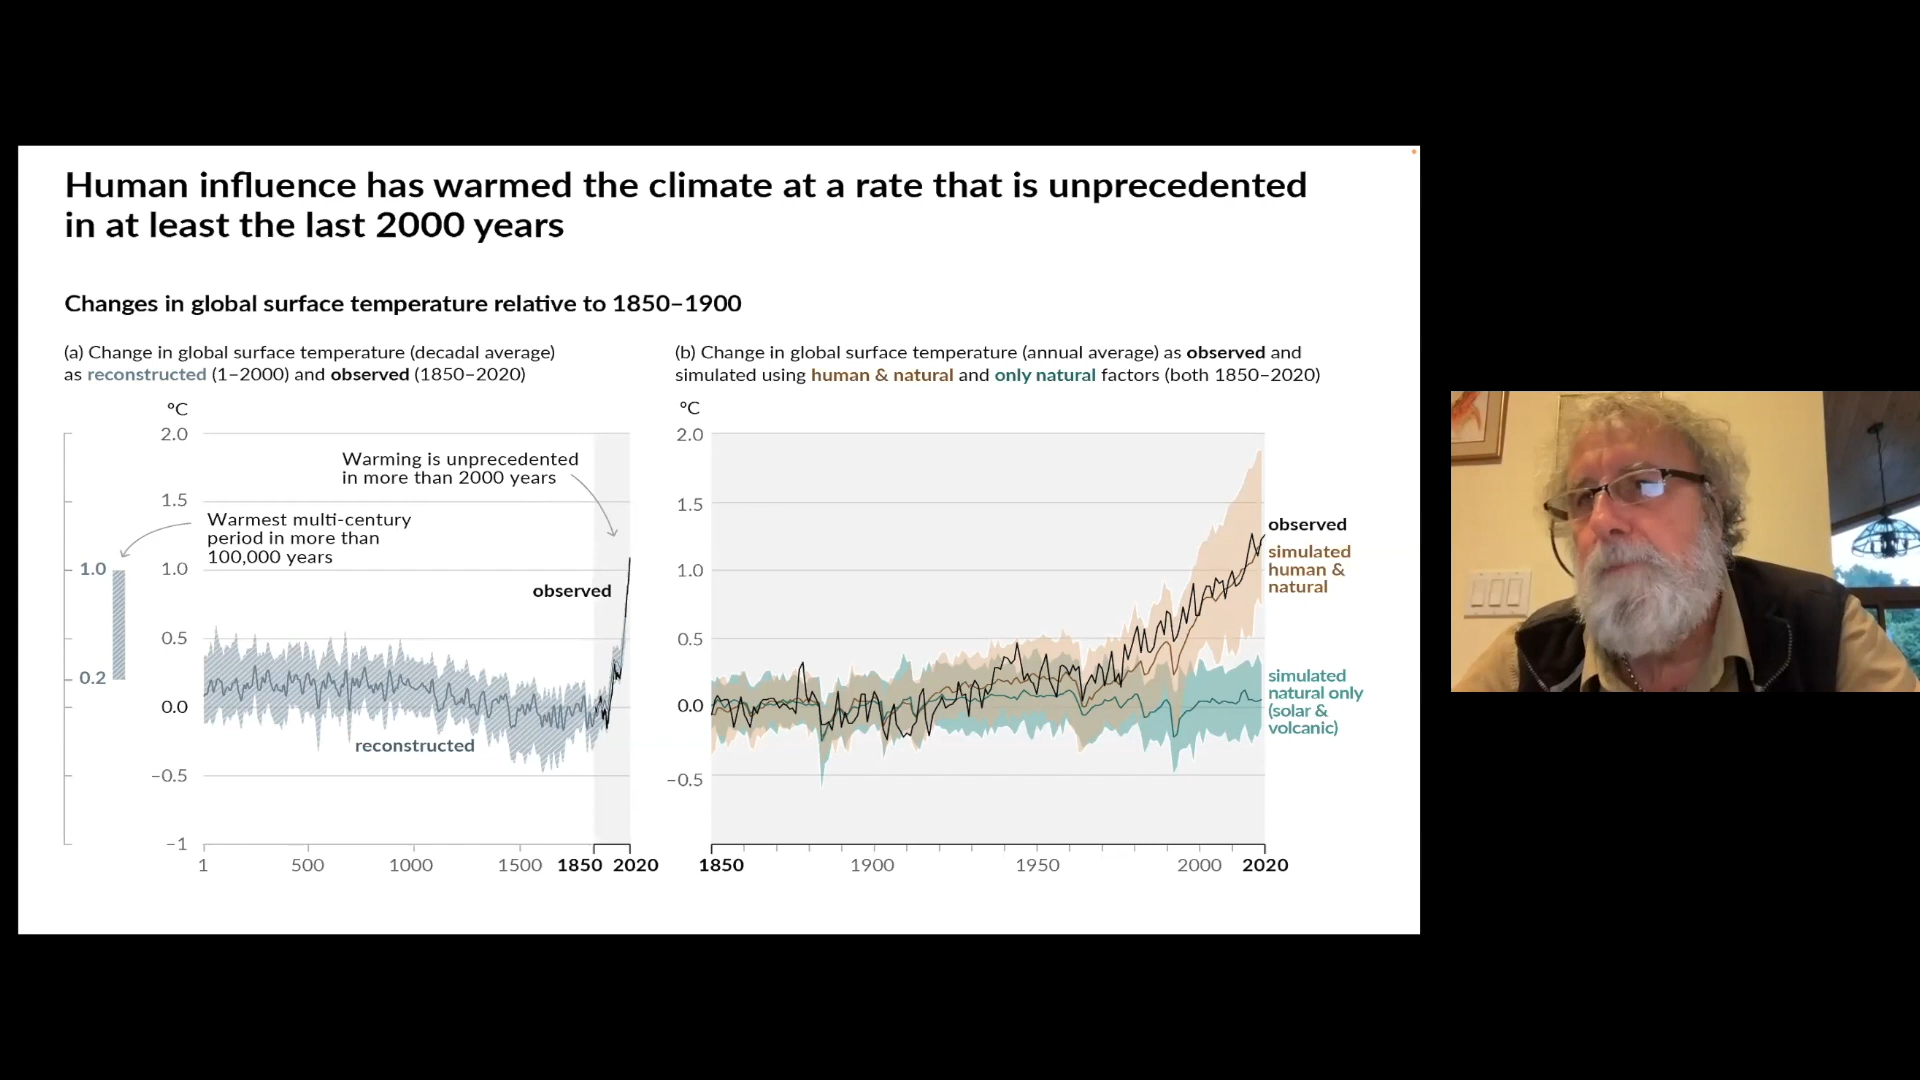 Human influence has warmed the climate at a rate that is unprecedented
in at least the last 2000 years
Changes in global surface temperature relative to 1850–1900
(a) Change in global surface temperature (decadal average)
as reconstructed (1–2000) and observed (1850–2020)
°C
2.0
1.5
1.0
0.5
0.0
−0.5
−1
1.0
0.2
Warming is unprecedented
in more than 2000 years
Warmest multi-century
period in more than
100,000 years
observed
reconstructed
1
500
1000
1500
1850
2020
(b) Change in global surface temperature (annual average) as observed and
simulated using human & natural and only natural factors (both 1850–2020)
°C
2.0
1.5
1.0
0.5
0.0
−0.5
observed
simulated
human &
natural
simulated
natural only
(solar &
volcanic)
1850
1900
1950
2000
2020